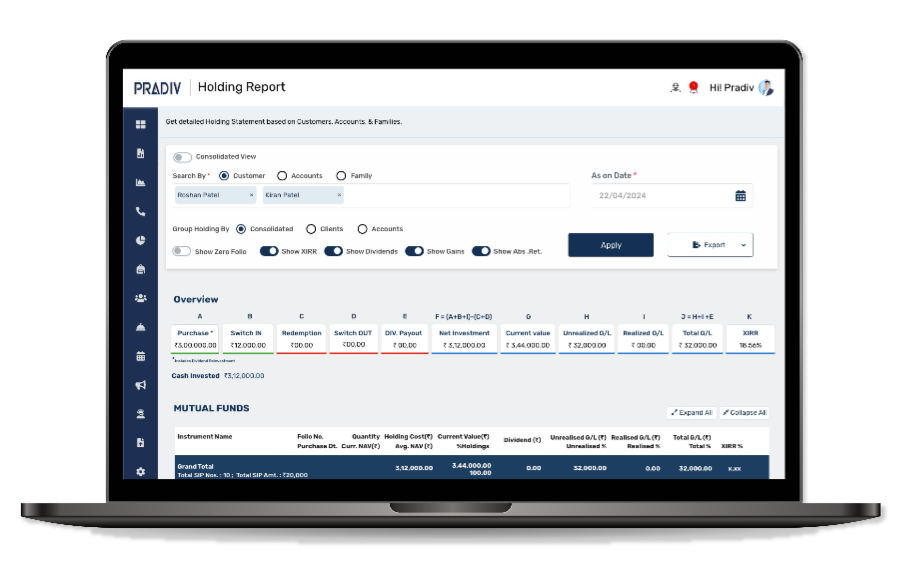 PRADIV Holding Report Hi! Pradiv
Get detailed Holding Statement based on Customers, Accounts, & Families.
Consolidated View
Search By * Customer Accounts Family As on Date *
Roshan Patel × Kiran Patel × 22/04/2024
Group Holding By Consolidated Clients Accounts
Show Zero Folio Show XIRR Show Dividends Show Gains Show Abs .Ret. Apply Export
Overview
A B C D E F = (A+B+I)-(C+D) G H I J = H+I +E K
Purchase * Switch IN Redemption Switch OUT DIV. Payout Net Investment Current value Unrealized G/L Realized G/L Total G/L XIRR
₹3,00,000.00 ₹12,000.00 ₹00.00 ₹00.00 ₹ 00.00 ₹ 3,12,000.00 ₹ 3,44,000.00 ₹ 32,000.00 ₹ 00.00 ₹ 32,000.00 18.56%
Cash Invested ₹3,12,000.00
MUTUAL FUNDS Expand All Collapse All
Instrument Name Folio No. Quantity Holding Cost(₹) Current Value(₹) Dividend (₹) Unrealised G/L (₹) Realised G/L (₹) Total G/L(₹)
Purchase Dt. Curr. NAV(₹) Avg. NAV (₹) %Holdings Unrealised % Realised % Total % XIRR %
Grand Total 3,12,000.00 3,44,000.00 0.00 32,000.00 0.00 32,000.00 x.xx
Total SIP Nos. : 10 ; Total SIP Amt. : ₹20,000 100.00